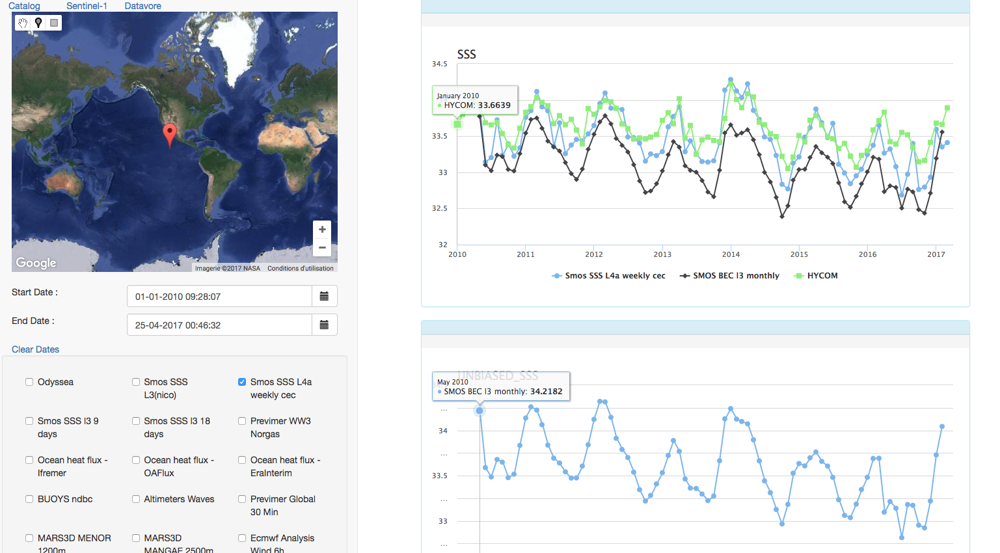 Catalog Sentinel-1 Datavore
Google
Imagerie ©2017 NASA Conditions d'utilisation
Start Date :
01-01-2010 09:28:07
End Date :
25-04-2017 00:46:32
Clear Dates
Odyssea
Smos SSS
L3(nico)
Smos SSS L4a
weekly cec
Smos SSS l3 9
days
Smos SSS l3 18
days
Previmer WW3
Norgas
Ocean heat flux -
Ifremer
Ocean heat flux -
OAFlux
Ocean heat flux -
EraInterim
BUOYS ndbc
Altimeters Waves
Previmer Global
30 Min
MARS3D MENOR
1200m
MARS3D
MANGAE 2500m
Ecmwf Analysis
Wind 6h
SSS
34.5
January 2010
HYCOM: 33.6639
33.5
33
32.5
32
2010 2011 2012 2013 2014 2015 2016 2017
Smos SSS L4a weekly cec SMOS BEC l3 monthly HYCOM
UNBIASED_SSS
May 2010
SMOS BEC l3 monthly: 34.2182
...
34
...
33.5
...
33
...